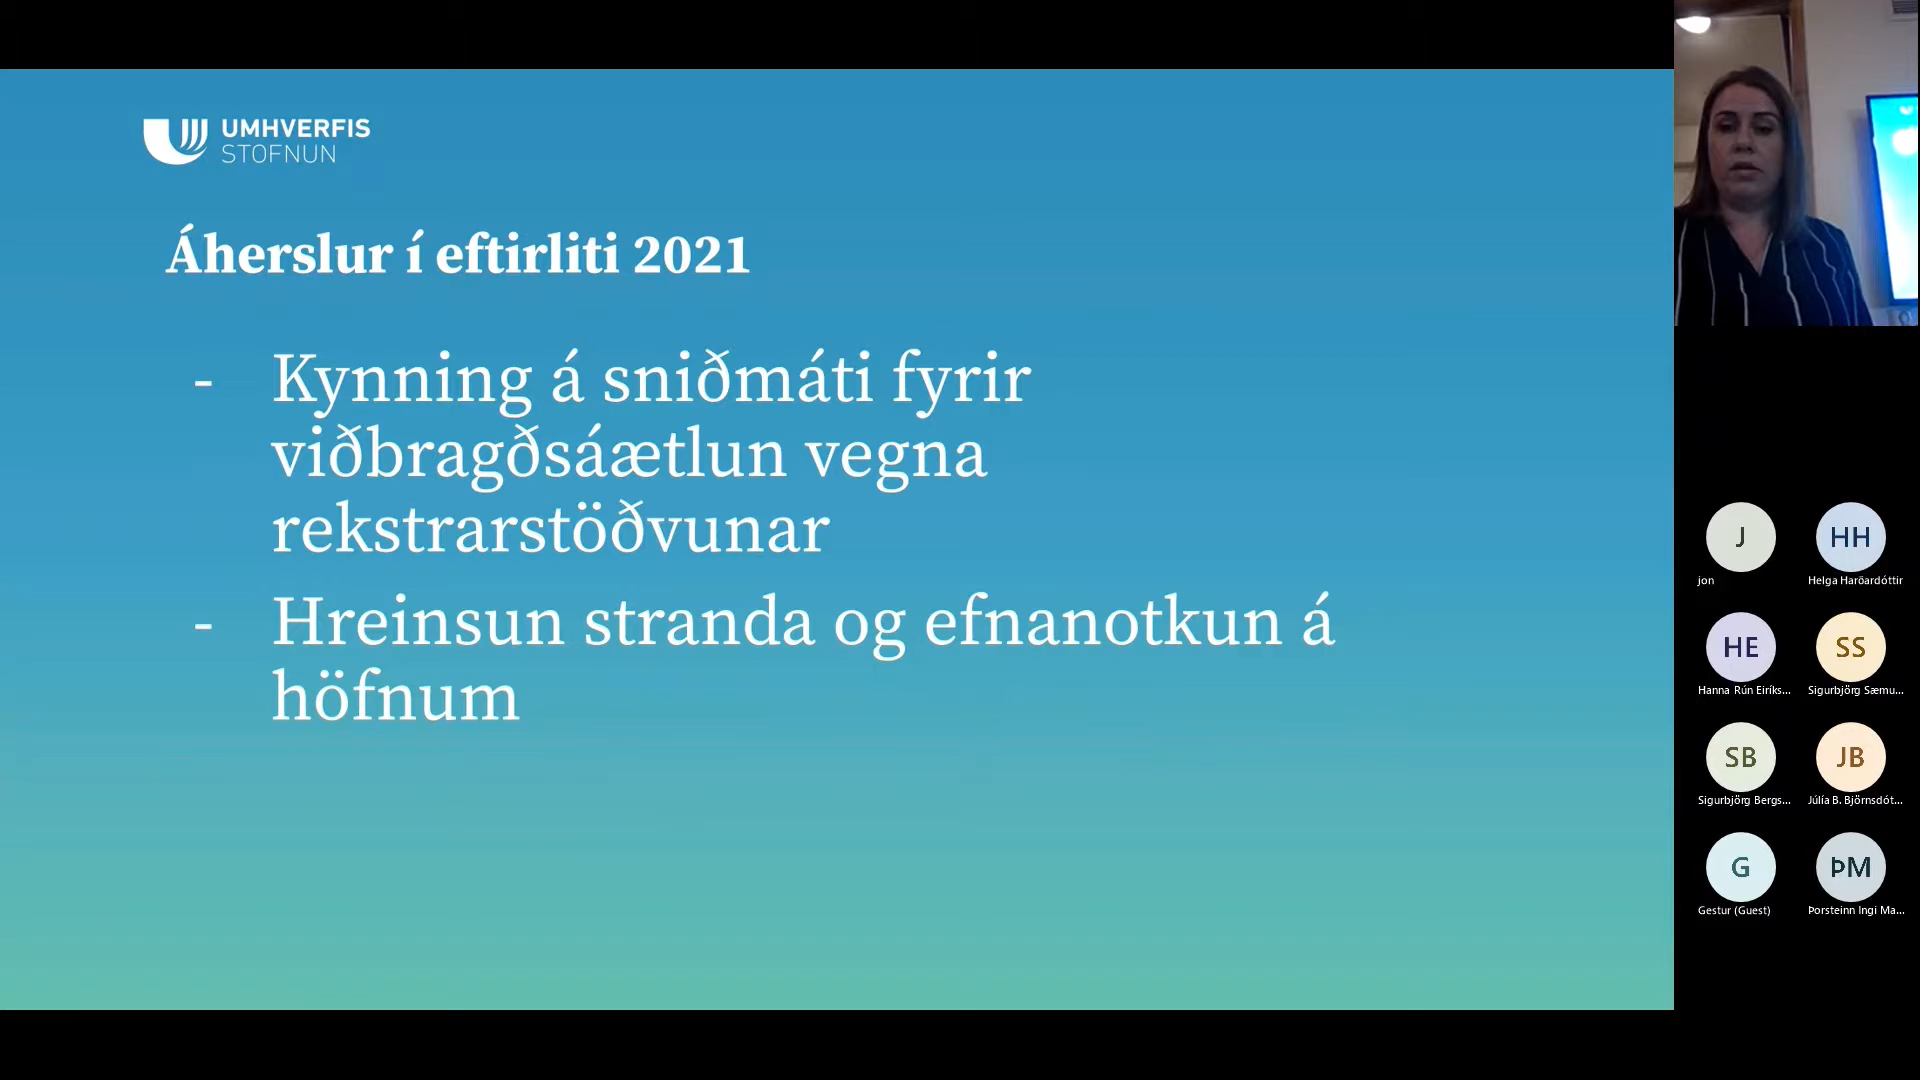 UMHVERFIS
STOFNUN
Áherslur í eftirliti 2021
- Kynning á sniðmáti fyrir
viðbragðsáætlun vegna
rekstrarstöðvunar
- Hreinsun stranda og efnanotkun á
höfnum
J
jon
HH
Helga Harðardóttir
HE
Hanna Rún Eiríks...
SS
Sigurbjörg Sæmu...
SB
Sigurbjörg Bergs...
JB
Júlía B. Björnsdót...
G
Gestur (Guest)
ÞM
Þorsteinn Ingi Ma...